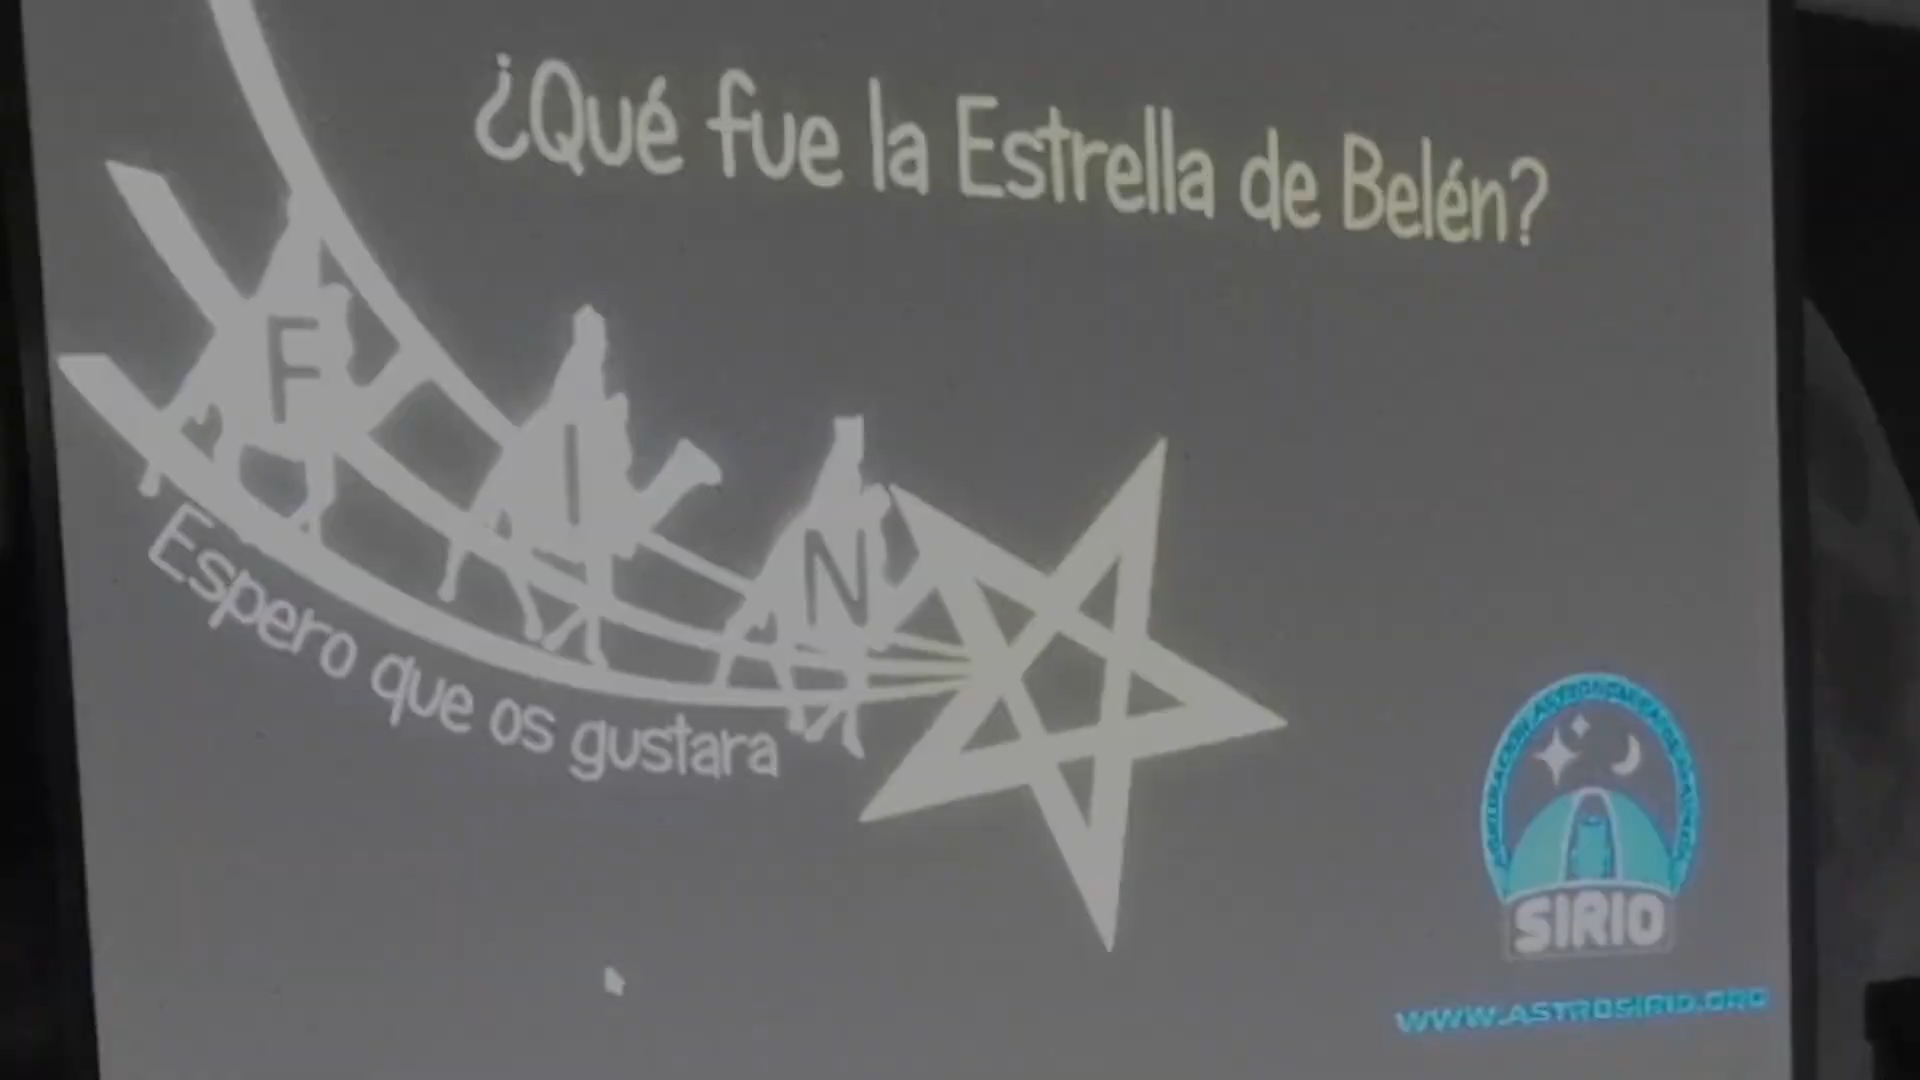 ¿Qué fue la Estrella de Belén?
F I N
Espero que os gustara
SIRIO
WWW.ASTROSIRIO.ORG